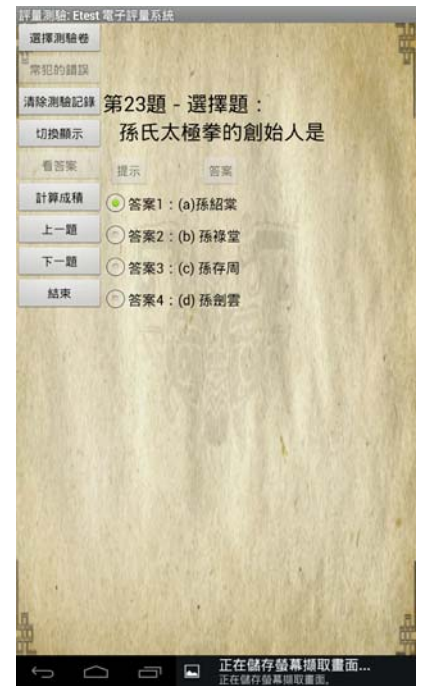 評量測驗: Etest 電子評量系統
選擇測驗卷
常犯的錯誤
清除測驗記錄
切換顯示
看答案
計算成積
上一題
下一題
結束
第23題 - 選擇題：
孫氏太極拳的創始人是
提示
答案
答案1：(a)孫紹棠
答案2：(b) 孫祿堂
答案3：(c) 孫存周
答案4：(d) 孫劍雲
正在儲存螢幕擷取畫面...
正在儲存螢幕擷取畫面。